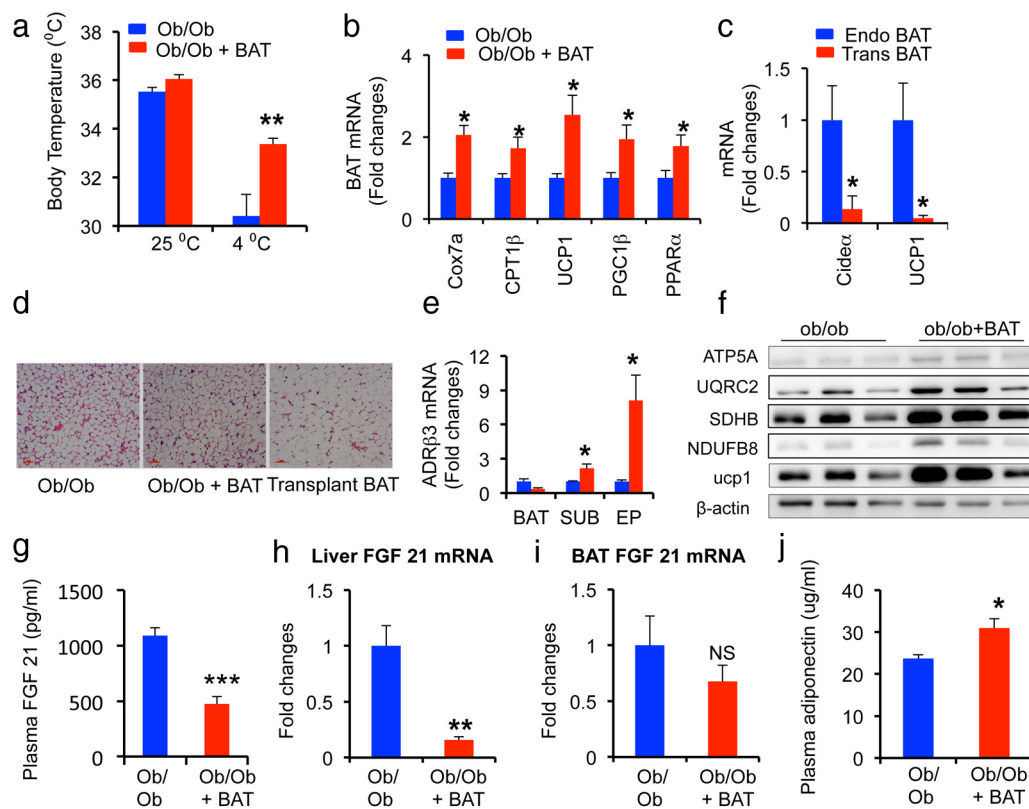 a
Ob/Ob
Ob/Ob + BAT
Body Temperature (⁰C)
36
34
32
30
25 ⁰C
4 ⁰C
**
b
Ob/Ob
Ob/Ob + BAT
BAT mRNA
(Fold changes)
4
2
0
*
*
*
*
*
Cox7a
CPT1β
UCP1
PGC1β
PPARα
c
Endo BAT
Trans BAT
mRNA
(Fold changes)
1.5
1
0.5
0
*
*
Cideα
UCP1
d
Ob/Ob
Ob/Ob + BAT
Transplant BAT
e
ADRβ3 mRNA
(Fold changes)
12
9
6
3
0
*
*
BAT
SUB
EP
f
ob/ob
ob/ob+BAT
ATP5A
UQRC2
SDHB
NDUFB8
ucp1
β-actin
g
Plasma FGF 21 (pg/ml)
1500
1000
500
0
***
Ob/
Ob
Ob/Ob
+ BAT
h
Liver FGF 21 mRNA
Fold changes
1.5
1
0.5
0
**
Ob/
Ob
Ob/Ob
+ BAT
i
BAT FGF 21 mRNA
Fold changes
1.5
1
0.5
0
NS
Ob/
Ob
Ob/Ob
+ BAT
j
Plasma adiponectin (ug/ml)
40
30
20
10
0
*
Ob/
Ob
Ob/Ob
+ BAT